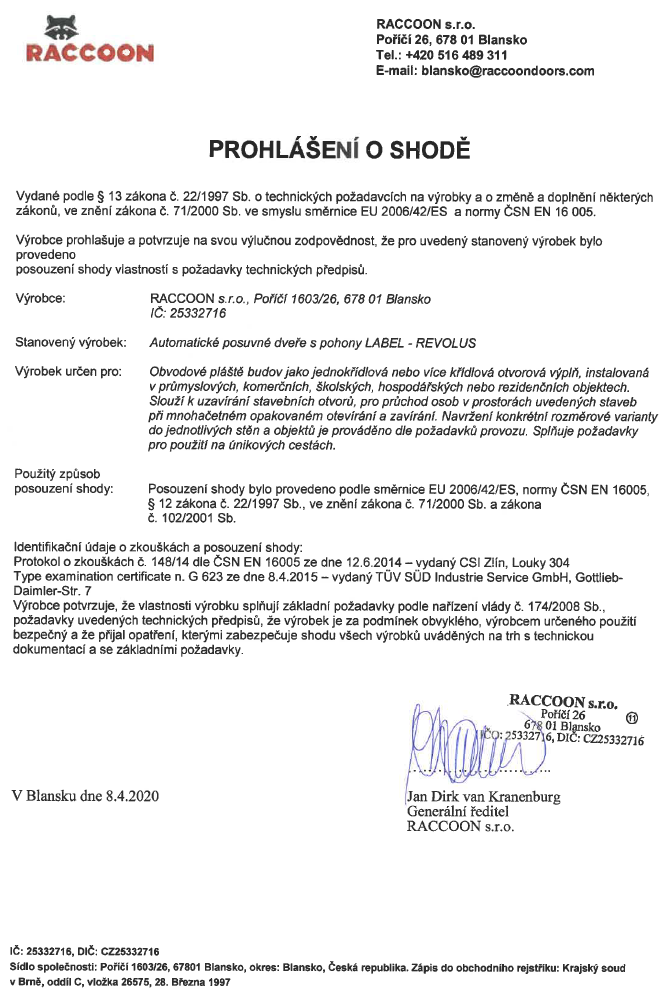 RACCOON
RACCOON s.r.o.
Poříčí 26, 678 01 Blansko
Tel.: +420 516 489 311
E-mail: blansko@raccoondoors.com
PROHLÁŠENÍ O SHODĚ
Vydané podle § 13 zákona č. 22/1997 Sb. o technických požadavcích na výrobky a o změně a doplnění některých
zákonů, ve znění zákona č. 71/2000 Sb. ve smyslu směrnice EU 2006/42/ES a normy ČSN EN 16 005.
Výrobce prohlašuje a potvrzuje na svou výlučnou zodpovědnost, že pro uvedený stanovený výrobek bylo
provedeno
posouzení shody vlastností s požadavky technických předpisů.
Výrobce: RACCOON s.r.o., Poříčí 1603/26, 678 01 Blansko
IČ: 25332716
Stanovený výrobek: Automatické posuvné dveře s pohony LABEL - REVOLUS
Výrobek určen pro: Obvodové pláště budov jako jednokřídlová nebo více křídlová otvorová výplň, instalovaná
v průmyslových, komerčních, školských, hospodářských nebo rezidenčních objektech.
Slouží k uzavírání stavebních otvorů, pro průchod osob v prostorách uvedených staveb
při mnohačetném opakovaném otevírání a zavírání. Navržení konkrétní rozměrové varianty
do jednotlivých stěn a objektů je prováděno dle požadavků provozu. Splňuje požadavky
pro použití na únikových cestách.
Použitý způsob
posouzení shody: Posouzení shody bylo provedeno podle směrnice EU 2006/42/ES, normy ČSN EN 16005,
§ 12 zákona č. 22/1997 Sb., ve znění zákona č. 71/2000 Sb. a zákona
č. 102/2001 Sb.
Identifikační údaje o zkouškách a posouzení shody:
Protokol o zkouškách č. 148/14 dle ČSN EN 16005 ze dne 12.6.2014 – vydaný CSI Zlín, Louky 304
Type examination certificate n. G 623 ze dne 8.4.2015 – vydaný TÜV SÜD Industrie Service GmbH, Gottlieb-
Daimler-Str. 7
Výrobce potvrzuje, že vlastnosti výrobku splňují základní požadavky podle nařízení vlády č. 174/2008 Sb.,
požadavky uvedených technických předpisů, že výrobek je za podmínek obvyklého, výrobcem určeného použití
bezpečný a že přijal opatření, kterými zabezpečuje shodu všech výrobků uváděných na trh s technickou
dokumentací a se základními požadavky.
RACCOON s.r.o.
Poříčí 26 11
678 01 Blansko
IČO: 25332716, DIČ: CZ25332716
V Blansku dne 8.4.2020
Jan Dirk van Kranenburg
Generální ředitel
RACCOON s.r.o.
IČ: 25332716, DIČ: CZ25332716
Sídlo společnosti: Poříčí 1603/26, 67801 Blansko, okres: Blansko, Česká republika. Zápis do obchodního rejstříku: Krajský soud
v Brně, oddíl C, vložka 26575, 28. Března 1997